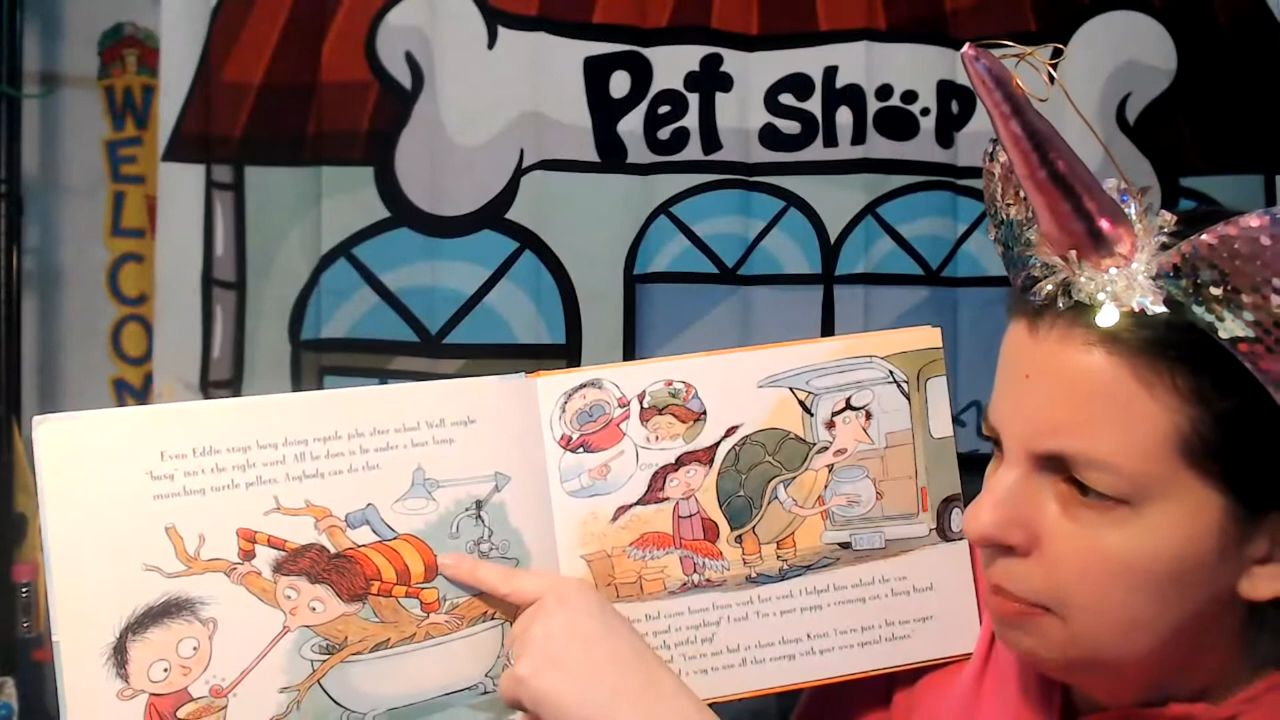 Pet Shop
WELCOM
Even Eddie stays busy doing reptile jobs after school. Well, maybe
"busy" isn't the right word. All he does is lie under a heat lamp,
munching turtle pellets. Anybody can do that.
Dad came home from work last week, I helped him unload the van.
good at anything!" I said. "I'm a poor puppy, a crummy cat, a lousy lizard,
pitiful pig!"
"You're not bad at those things, Kristi. You're just a bit too eager
a way to use all that energy with your own special talents."